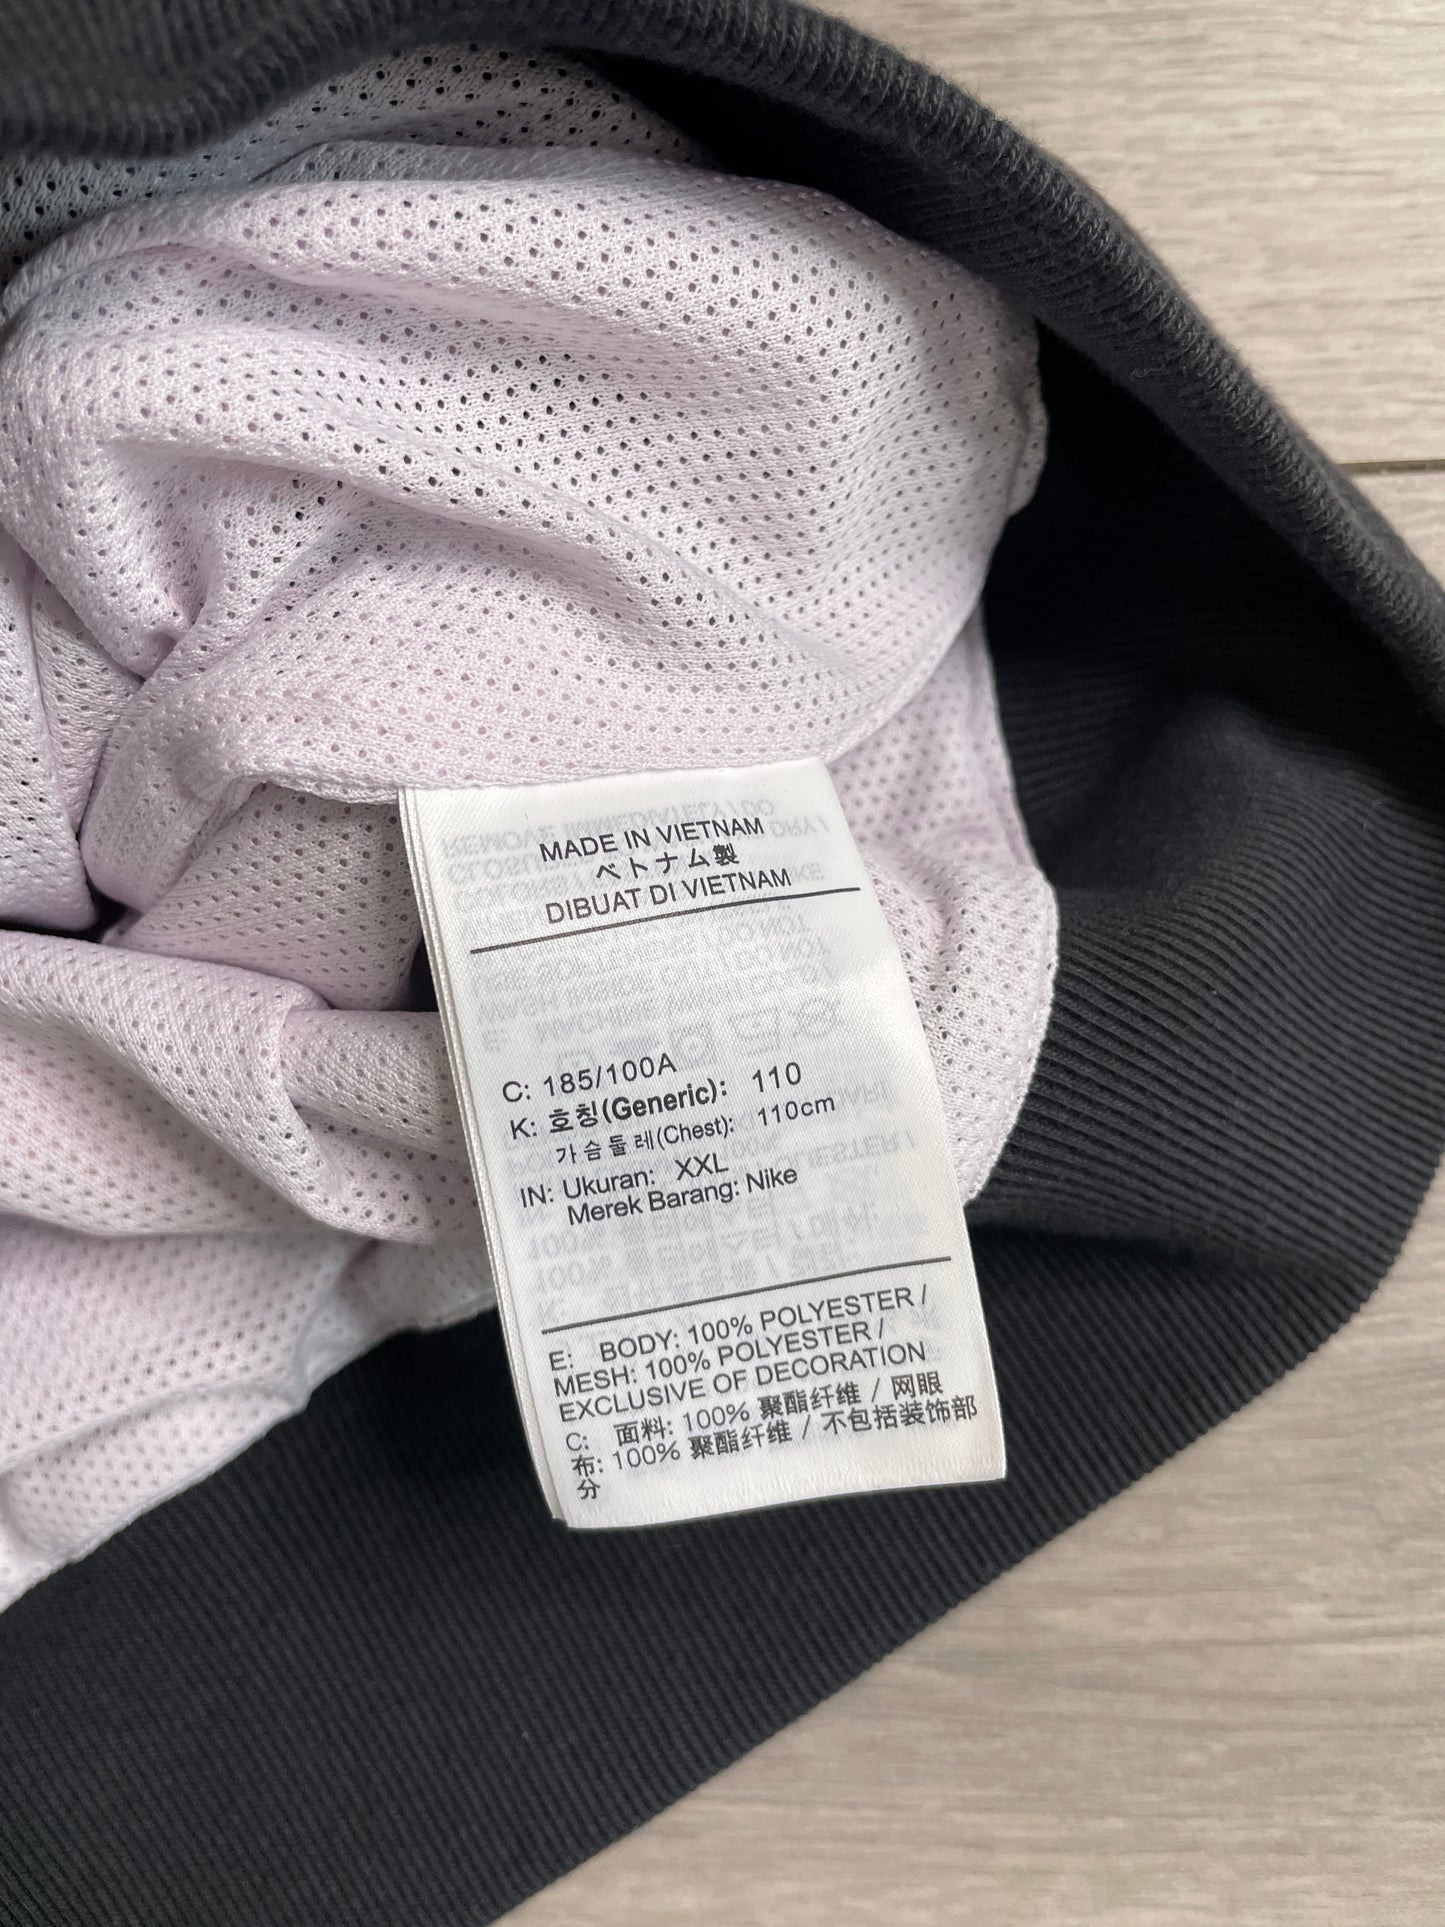 MADE IN VIETNAM
ベトナム製
DIBUAT DI VIETNAM
C: 185/100A
K: 호칭(Generic): 110
가슴둘레(Chest): 110cm
IN: Ukuran: XXL
Merek Barang: Nike
E: BODY: 100% POLYESTER /
MESH: 100% POLYESTER /
EXCLUSIVE OF DECORATION
C: 面料: 100% 聚酯纤维 / 网眼
布: 100% 聚酯纤维 / 不包括装饰部
分